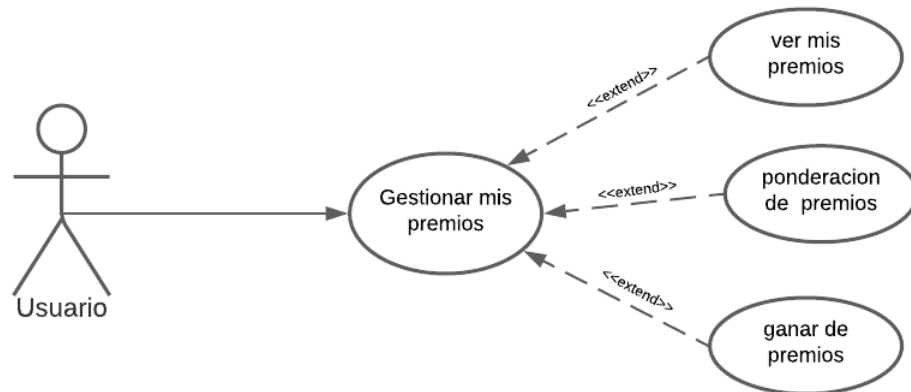 ver mis
premios
<<extend>>
Gestionar mis
premios
<<extend>>
ponderacion
de premios
<<extend>>
ganar de
premios
Usuario